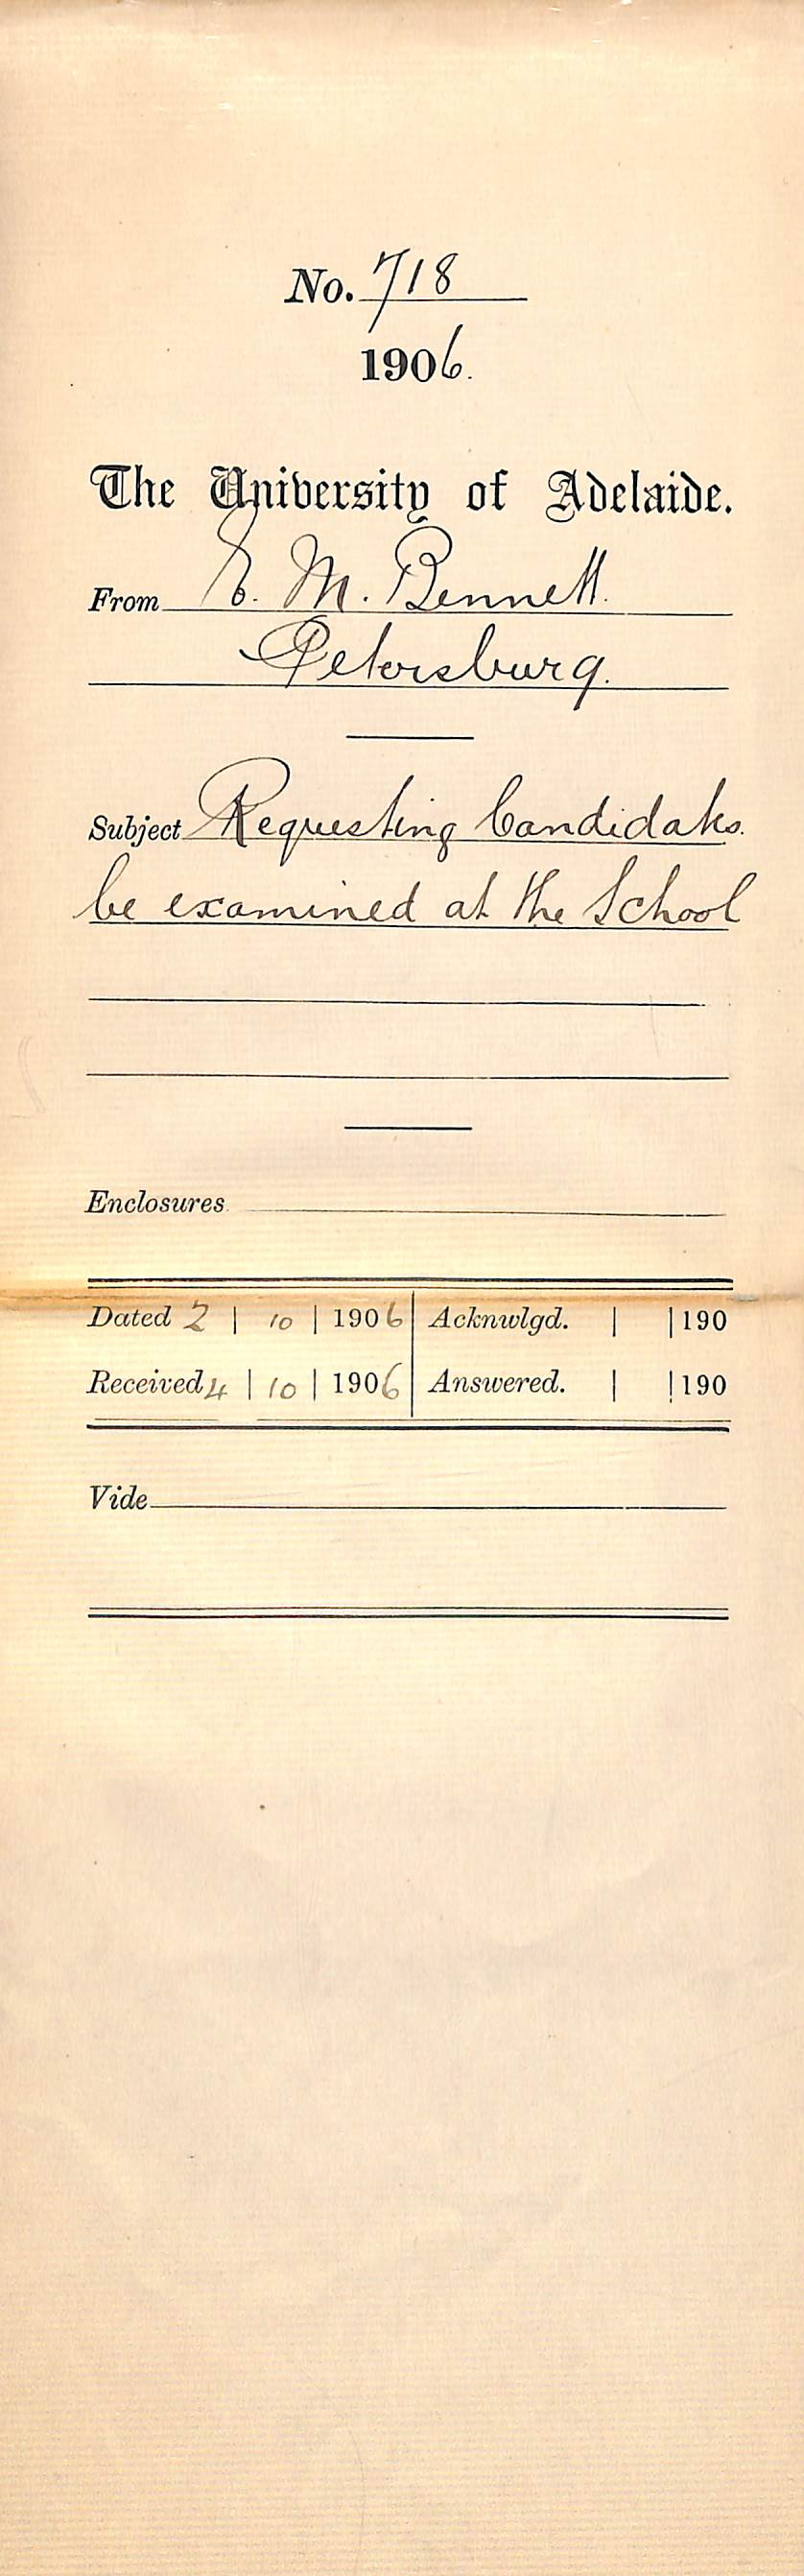 No. 718
1906.
The University of Adelaide.
From E. M. Bennett.
Petersburg.
Subject Requesting Candidates
be examined at the School
Enclosures
Dated 2 | 10 | 1906 Acknwlgd. | | 190
Received 4 | 10 | 1906 Answered. | | 190
Vide